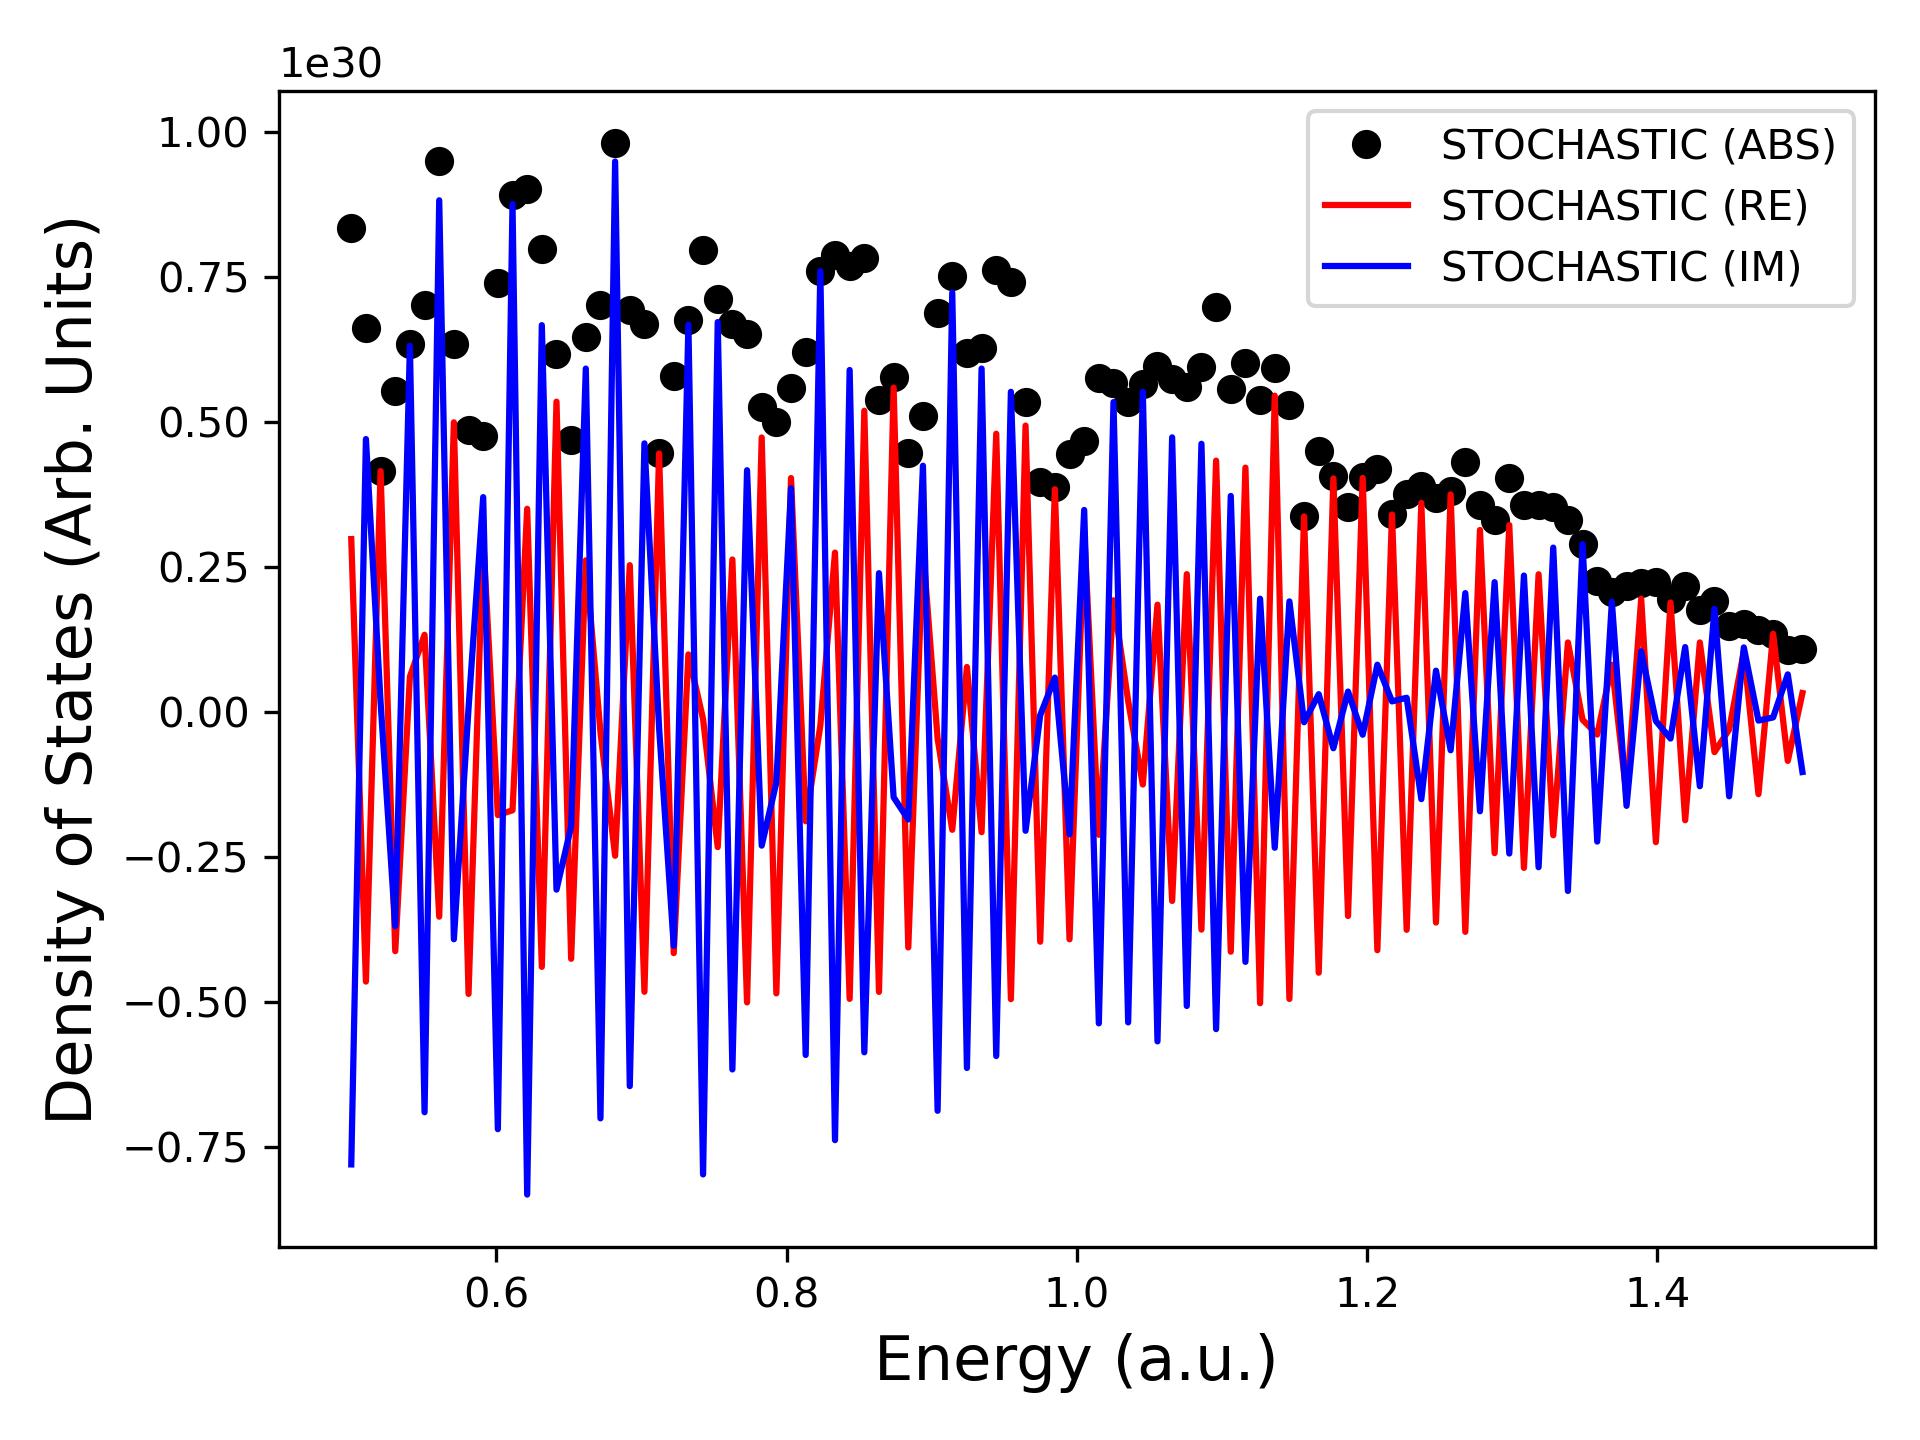 1e30
1.00
0.75
0.50
0.25
0.00
−0.25
−0.50
−0.75
Density of States (Arb. Units)
STOCHASTIC (ABS)
STOCHASTIC (RE)
STOCHASTIC (IM)
0.6 0.8 1.0 1.2 1.4
Energy (a.u.)